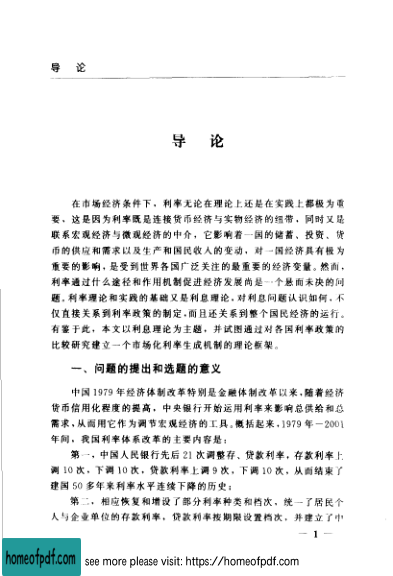 导 论
导 论
在市场经济条件下，利率无论在理论上还是在实践上都极为重
要，这是因为利率既是连接货币经济与实物经济的纽带，同时又是
联系宏观经济与微观经济的中介，它影响着一国的储蓄、投资、货
币的供应和需求以及生产和国民收入的变动，对一国经济具有极为
重要的影响，是受到世界各国广泛关注的最重要的经济变量。然而，
利率通过什么途径和作用机制促进经济发展尚是一个悬而未决的问
题。利率理论和实践的基础又是利息理论，对利息问题认识如何，不
仅直接关系到利率政策的制定，而且还关系到整个国民经济的运行。
有鉴于此，本文以利息理论为主题，并试图通过对各国利率政策的
比较研究建立一个市场化利率生成机制的理论框架。
一、问题的提出和选题的意义
中国1979年经济体制改革特别是金融体制改革以来，随着经济
货币信用化程度的提高，中央银行开始运用利率来影响总供给和总
需求，从而用它作为调节宏观经济的工具。概括起来，1979年－2001
年间，我国利率体系改革的主要内容是：
第一，中国人民银行先后21次调整存、贷款利率，存款利率上
调10次，下调10次，贷款利率上调9次，下调10次，从而结束了
建国50多年来利率水平连续下降的历史；
第二，相应恢复和增设了部分利率种类和档次，统一了居民个
人与企业单位的存款利率，贷款利率按期限设置档次，并建立了中
— 1 —
homeofpdf.com
see more please visit: https://homeofpdf.com